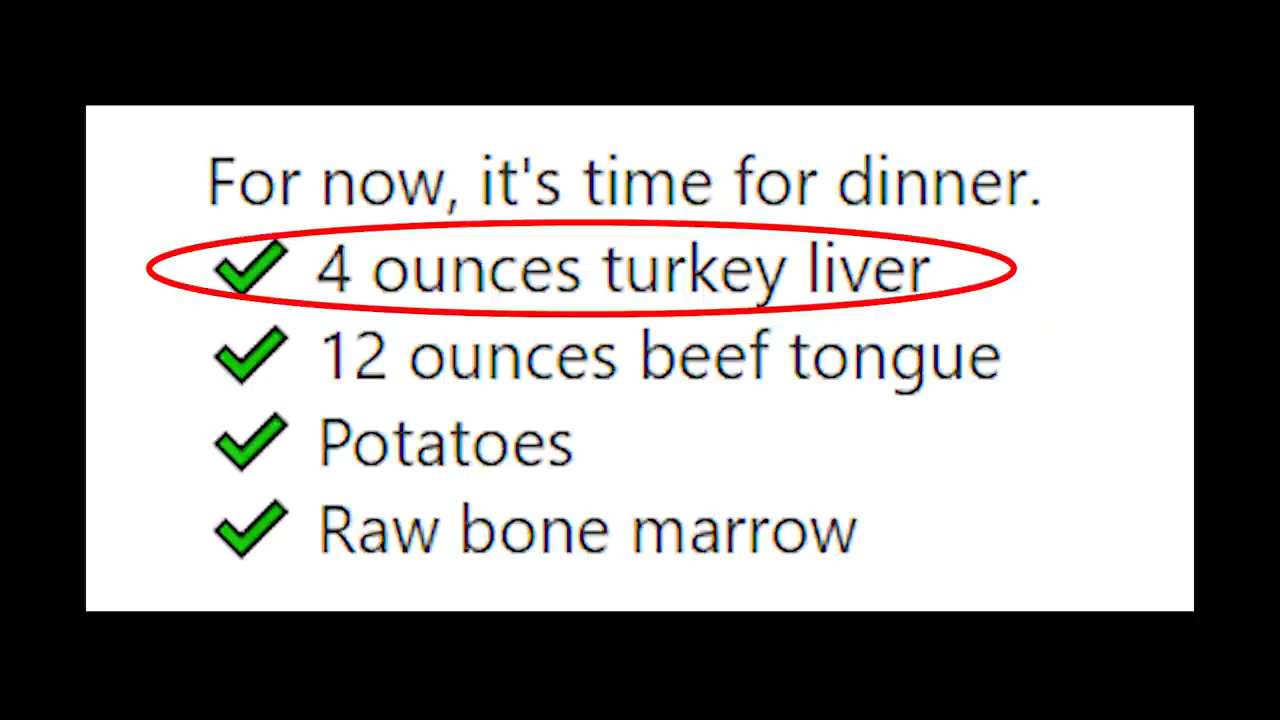 For now, it's time for dinner.
✔ 4 ounces turkey liver
✔ 12 ounces beef tongue
✔ Potatoes
✔ Raw bone marrow